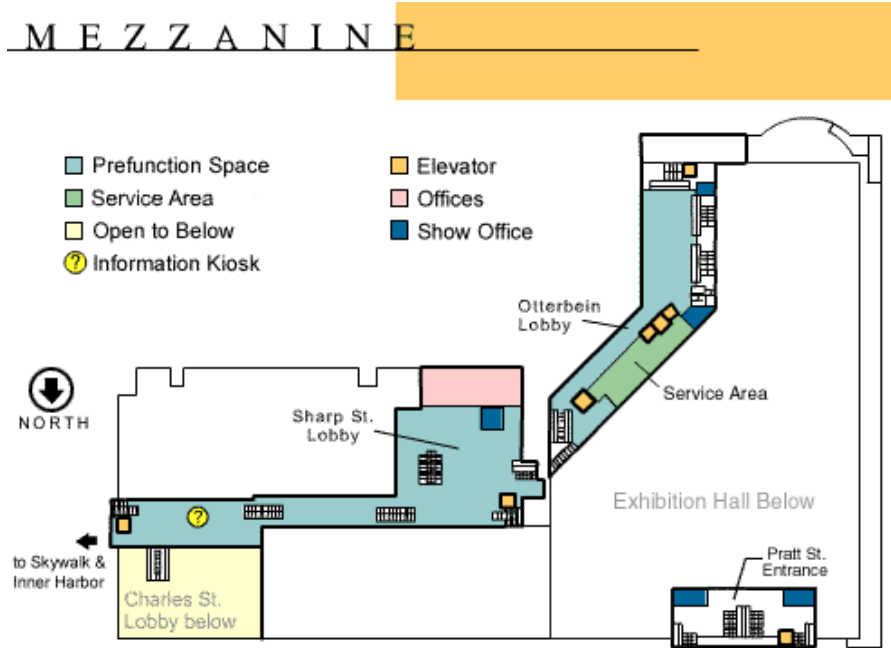 MEZZANINE
Prefunction Space
Service Area
Open to Below
? Information Kiosk
Elevator
Offices
Show Office
Otterbein
Lobby
Service Area
NORTH
Sharp St.
Lobby
Exhibition Hall Below
?
to Skywalk &
Inner Harbor
Charles St.
Lobby below
Pratt St.
Entrance